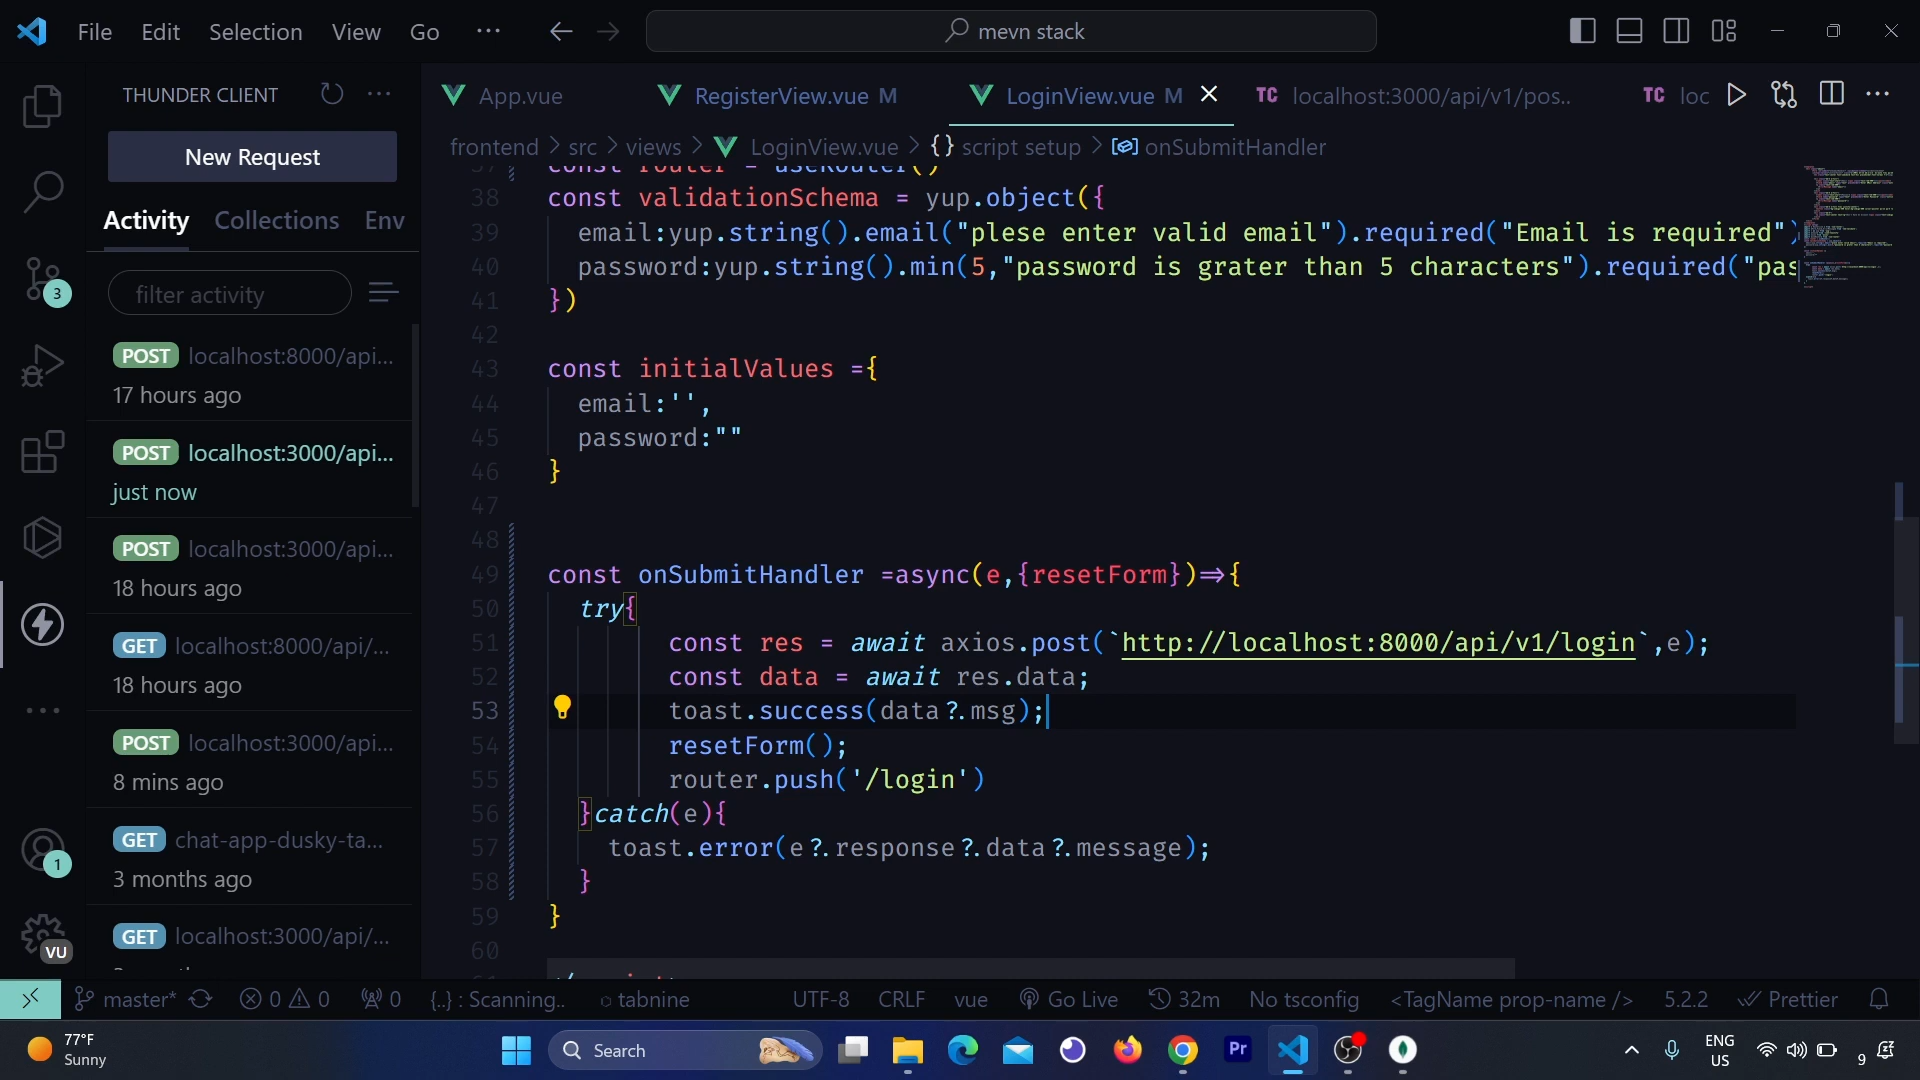 File Edit Selection View Go ··· mevn stack
THUNDER CLIENT ···
New Request
Activity Collections Env
filter activity
POST localhost:8000/api...
17 hours ago
POST localhost:3000/api...
just now
POST localhost:3000/api...
18 hours ago
GET localhost:8000/api/...
18 hours ago
POST localhost:3000/api...
8 mins ago
GET chat-app-dusky-ta...
3 months ago
GET localhost:3000/api/...
3
1
VU
App.vue RegisterView.vue M LoginView.vue M TC localhost:3000/api/v1/pos.. TC loc ···
frontend > src > views > LoginView.vue > {} script setup > onSubmitHandler
37 const router = useRouter()
38 const validationSchema = yup.object({
39 email:yup.string().email("plese enter valid email").required("Email is required")
40 password:yup.string().min(5,"password is grater than 5 characters").required("pas
41 })
42
43 const initialValues ={
44 email:'',
45 password:""
46 }
47
48
49 const onSubmitHandler =async(e,{resetForm})=>{
50 try{
51 const res = await axios.post(`http://localhost:8000/api/v1/login`,e);
52 const data = await res.data;
53 toast.success(data?.msg);
54 resetForm();
55 router.push('/login')
56 }catch(e){
57 toast.error(e?.response?.data?.message);
58 }
59 }
60
master* 0 0 0 {..} : Scanning.. tabnine UTF-8 CRLF vue Go Live 32m No tsconfig <TagName prop-name /> 5.2.2 Prettier
77°F
Sunny
Search
Pr
ENG
US
9